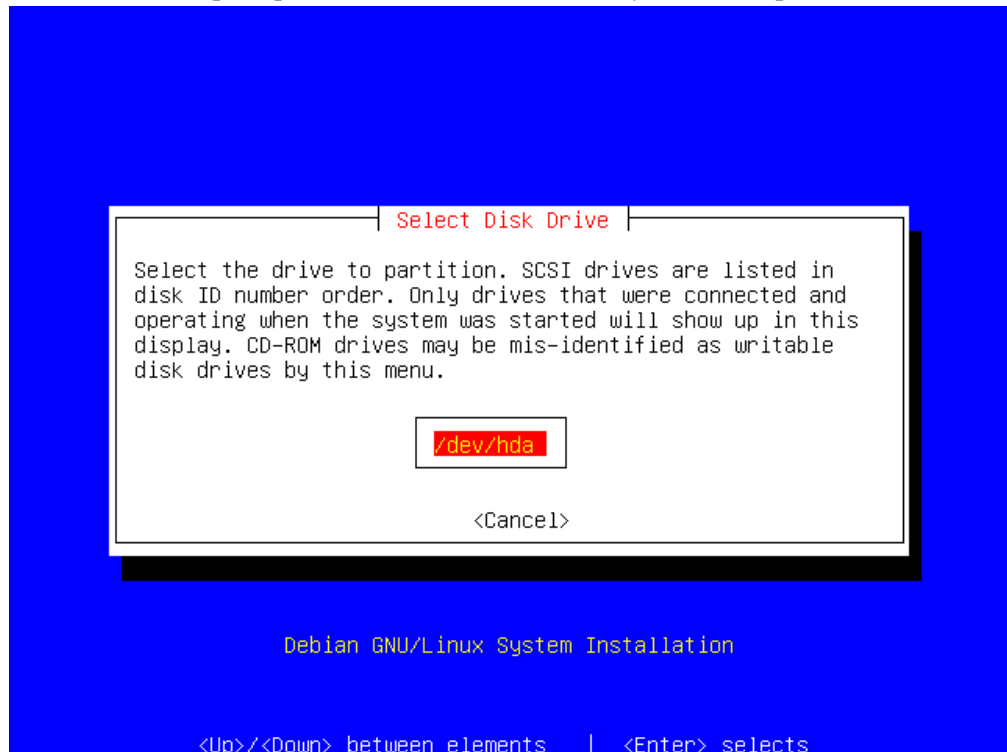 Select Disk Drive
Select the drive to partition. SCSI drives are listed in
disk ID number order. Only drives that were connected and
operating when the system was started will show up in this
display. CD-ROM drives may be mis-identified as writable
disk drives by this menu.
/dev/hda
<Cancel>
Debian GNU/Linux System Installation
<Up>/<Down> between elements | <Enter> selects